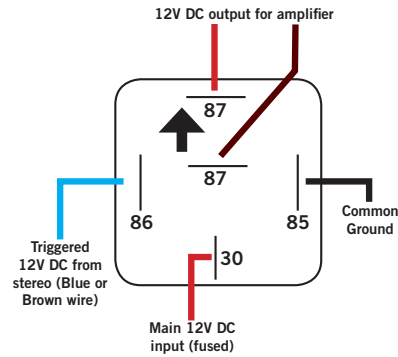 12V DC output for amplifier
87
87
86
85
Common
Ground
Triggered
12V DC from
stereo (Blue or
Brown wire)
30
Main 12V DC
input (fused)